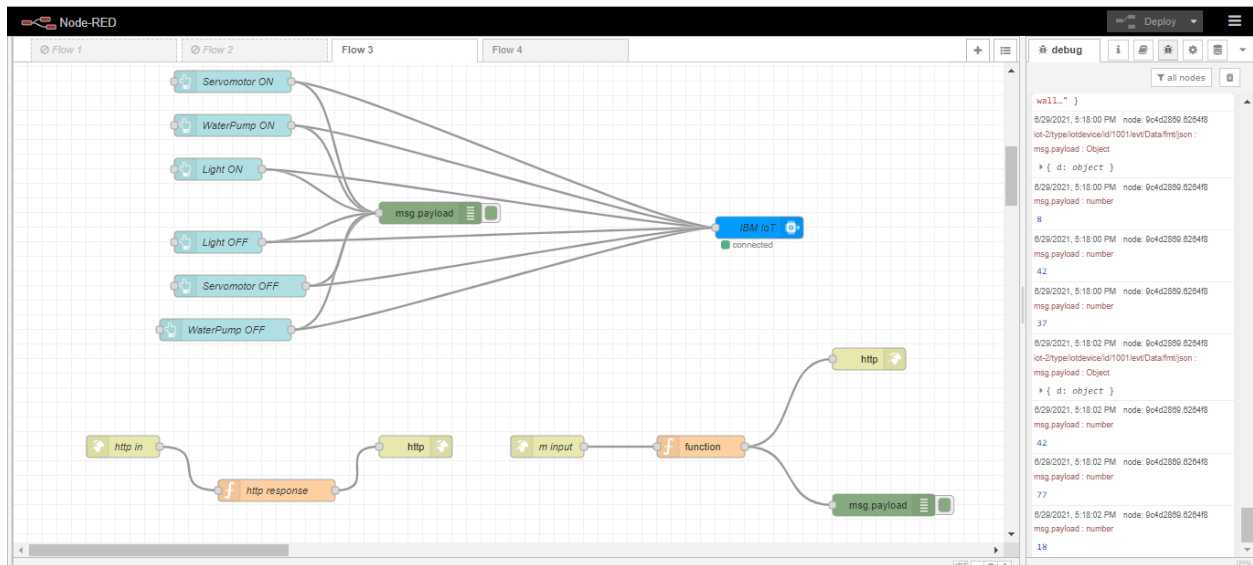 Node-RED
Deploy
Flow 1
Flow 2
Flow 3
Flow 4
debug
all nodes
Servomotor ON
WaterPump ON
Light ON
msg.payload
IBM IoT
connected
Light OFF
Servomotor OFF
WaterPump OFF
http
http in
http
m input
function
http response
msg.payload
wall…" }
6/29/2021, 5:18:00 PM node: 9c4d2869.6264f8
iot-2/type/iotdevice/id/1001/evt/Data/fmt/json :
msg.payload : Object
{ d: object }
6/29/2021, 5:18:00 PM node: 9c4d2869.6264f8
msg.payload : number
8
6/29/2021, 5:18:00 PM node: 9c4d2869.6264f8
msg.payload : number
42
6/29/2021, 5:18:00 PM node: 9c4d2869.6264f8
msg.payload : number
37
6/29/2021, 5:18:02 PM node: 9c4d2869.6264f8
iot-2/type/iotdevice/id/1001/evt/Data/fmt/json :
msg.payload : Object
{ d: object }
6/29/2021, 5:18:02 PM node: 9c4d2869.6264f8
msg.payload : number
42
6/29/2021, 5:18:02 PM node: 9c4d2869.6264f8
msg.payload : number
77
6/29/2021, 5:18:02 PM node: 9c4d2869.6264f8
msg.payload : number
18